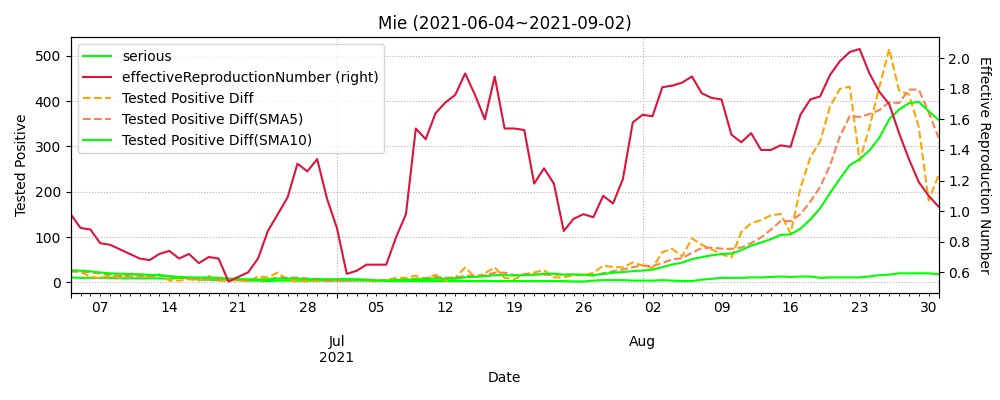 Mie (2021-06-04~2021-09-02)
serious
effectiveReproductionNumber (right)
Tested Positive Diff
Tested Positive Diff(SMA5)
Tested Positive Diff(SMA10)
Tested Positive
500
400
300
200
100
0
2.0
1.8
1.6
1.4
1.2
1.0
0.8
0.6
Effective Reproduction Number
07 14 21 28 05 12 19 26 02 09 16 23 30
Jul Aug
2021
Date